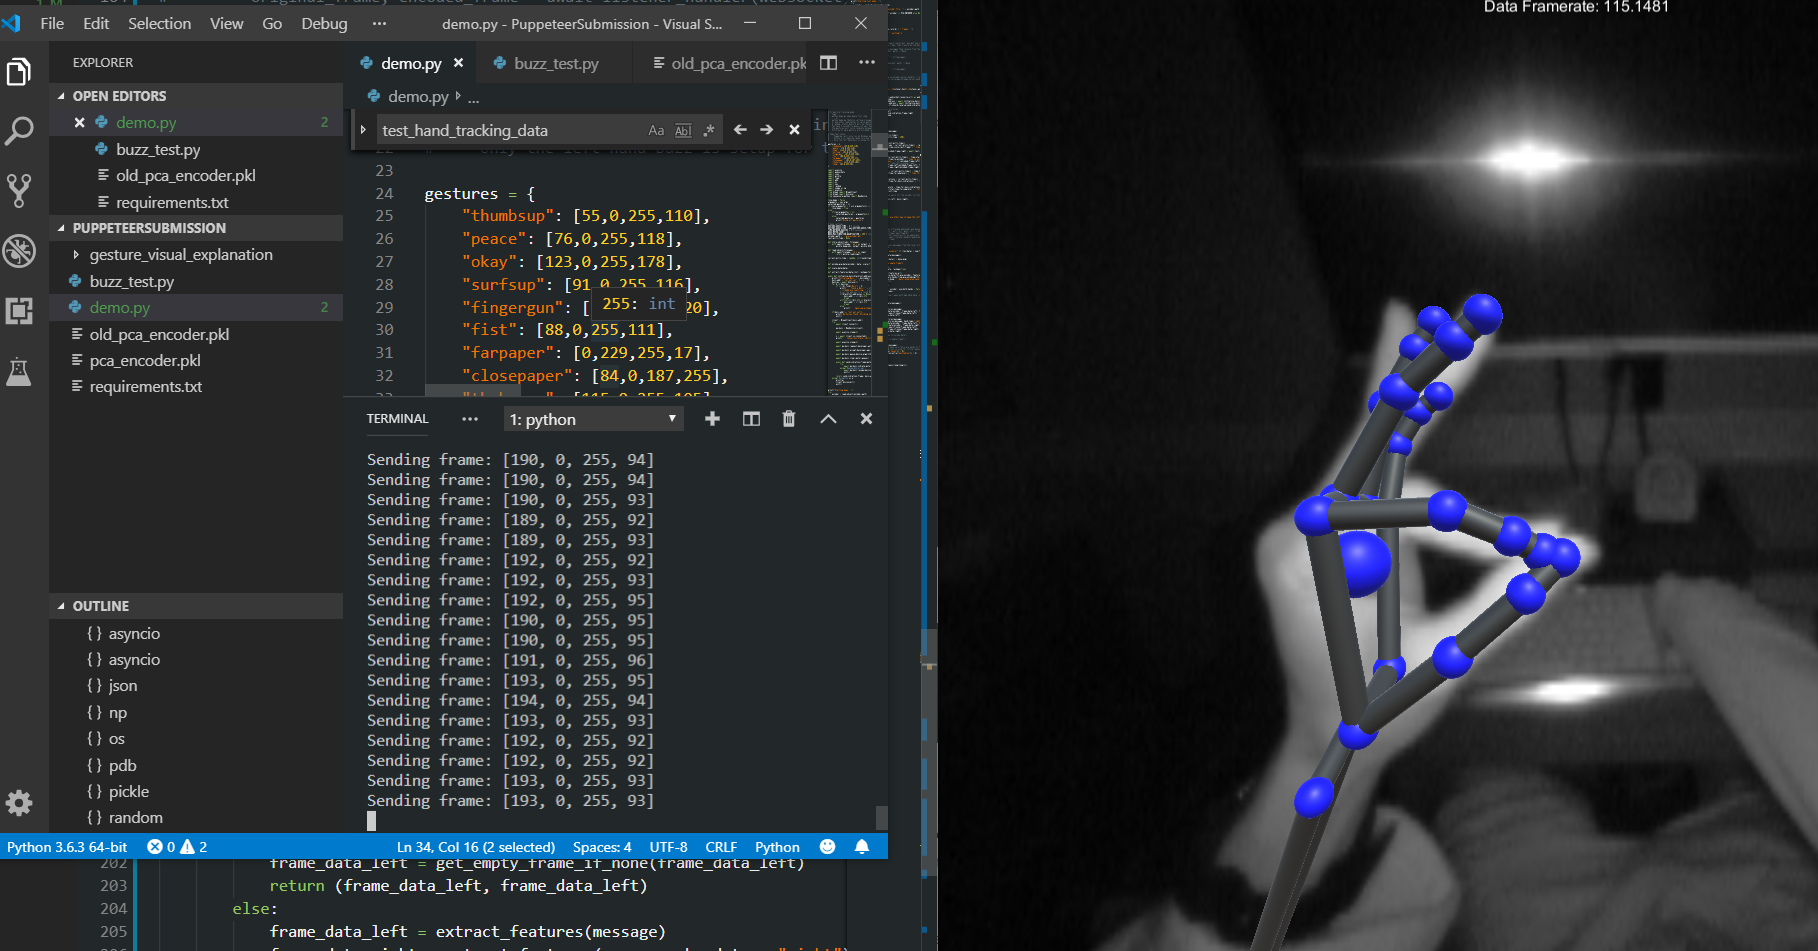 File Edit Selection View Go Debug ··· demo.py - PuppeteerSubmission - Visual S...
Data Framerate: 115.1481
EXPLORER
OPEN EDITORS
demo.py 2
buzz_test.py
old_pca_encoder.pkl
requirements.txt
PUPPETEERSUBMISSION
gesture_visual_explanation
buzz_test.py
demo.py 2
old_pca_encoder.pkl
pca_encoder.pkl
requirements.txt
OUTLINE
{ } asyncio
{ } asyncio
{ } json
{ } np
{ } os
{ } pdb
{ } pickle
{ } random
demo.py buzz_test.py old_pca_encoder.pk
demo.py ...
test_hand_tracking_data Aa Abl .*
23
24 gestures = {
25 "thumbsup": [55,0,255,110],
26 "peace": [76,0,255,118],
27 "okay": [123,0,255,178],
28 "surfsup": [91,0,255,116],
29 "fingergun": [ 20],
255: int
30 "fist": [88,0,255,111],
31 "farpaper": [0,229,255,17],
32 "closepaper": [84,0,187,255],
TERMINAL ··· 1: python
Sending frame: [190, 0, 255, 94]
Sending frame: [190, 0, 255, 94]
Sending frame: [190, 0, 255, 93]
Sending frame: [189, 0, 255, 92]
Sending frame: [189, 0, 255, 93]
Sending frame: [192, 0, 255, 92]
Sending frame: [192, 0, 255, 93]
Sending frame: [192, 0, 255, 95]
Sending frame: [190, 0, 255, 95]
Sending frame: [190, 0, 255, 95]
Sending frame: [191, 0, 255, 96]
Sending frame: [193, 0, 255, 95]
Sending frame: [194, 0, 255, 94]
Sending frame: [193, 0, 255, 93]
Sending frame: [192, 0, 255, 92]
Sending frame: [192, 0, 255, 92]
Sending frame: [193, 0, 255, 93]
Sending frame: [193, 0, 255, 93]
Python 3.6.3 64-bit 0 2 Ln 34, Col 16 (2 selected) Spaces: 4 UTF-8 CRLF Python
202 frame_data_left = get_empty_frame_if_none(frame_data_left)
203 return (frame_data_left, frame_data_left)
204 else:
205 frame_data_left = extract_features(message)